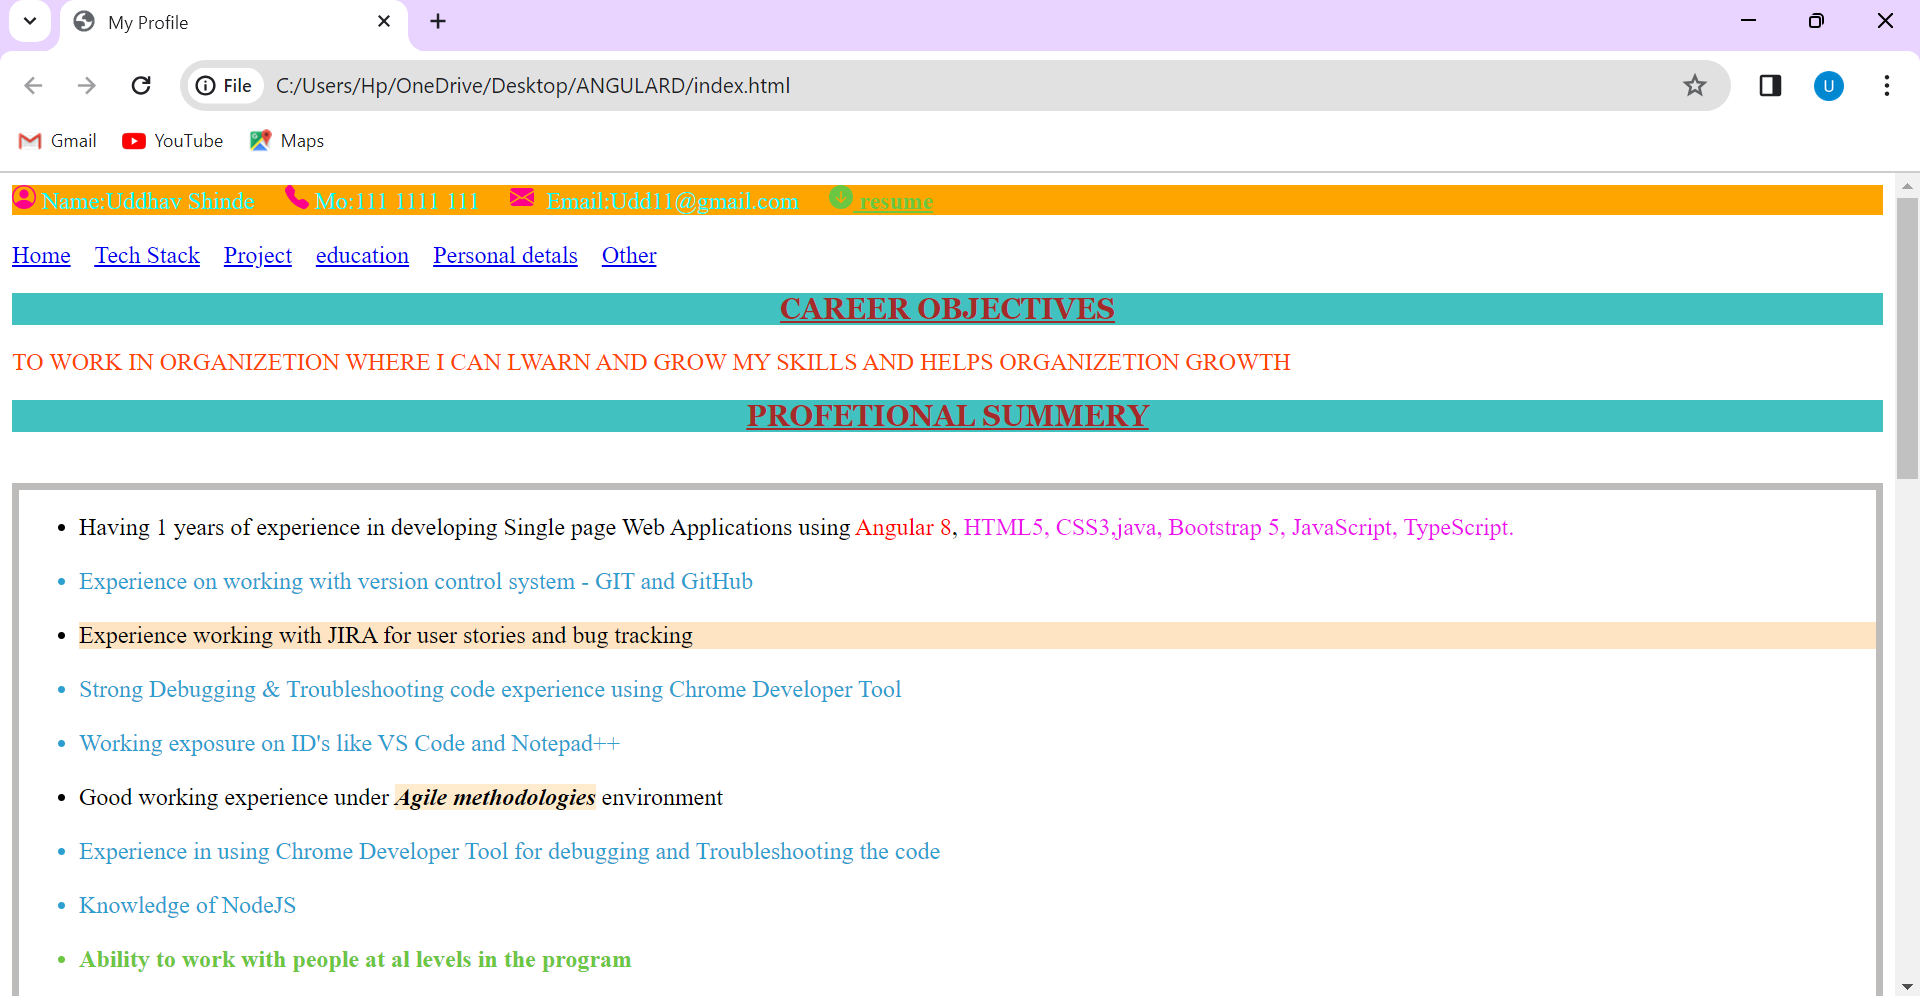 My Profile
File C:/Users/Hp/OneDrive/Desktop/ANGULARD/index.html U
Gmail YouTube Maps
Name:Uddhav Shinde Mo:111 1111 111 Email:Udd11@gmail.com resume
Home Tech Stack Project education Personal detals Other
CAREER OBJECTIVES
TO WORK IN ORGANIZETION WHERE I CAN LWARN AND GROW MY SKILLS AND HELPS ORGANIZETION GROWTH
PROFETIONAL SUMMERY
• Having 1 years of experience in developing Single page Web Applications using Angular 8, HTML5, CSS3,java, Bootstrap 5, JavaScript, TypeScript.
• Experience on working with version control system - GIT and GitHub
• Experience working with JIRA for user stories and bug tracking
• Strong Debugging & Troubleshooting code experience using Chrome Developer Tool
• Working exposure on ID's like VS Code and Notepad++
• Good working experience under Agile methodologies environment
• Experience in using Chrome Developer Tool for debugging and Troubleshooting the code
• Knowledge of NodeJS
• Ability to work with people at al levels in the program